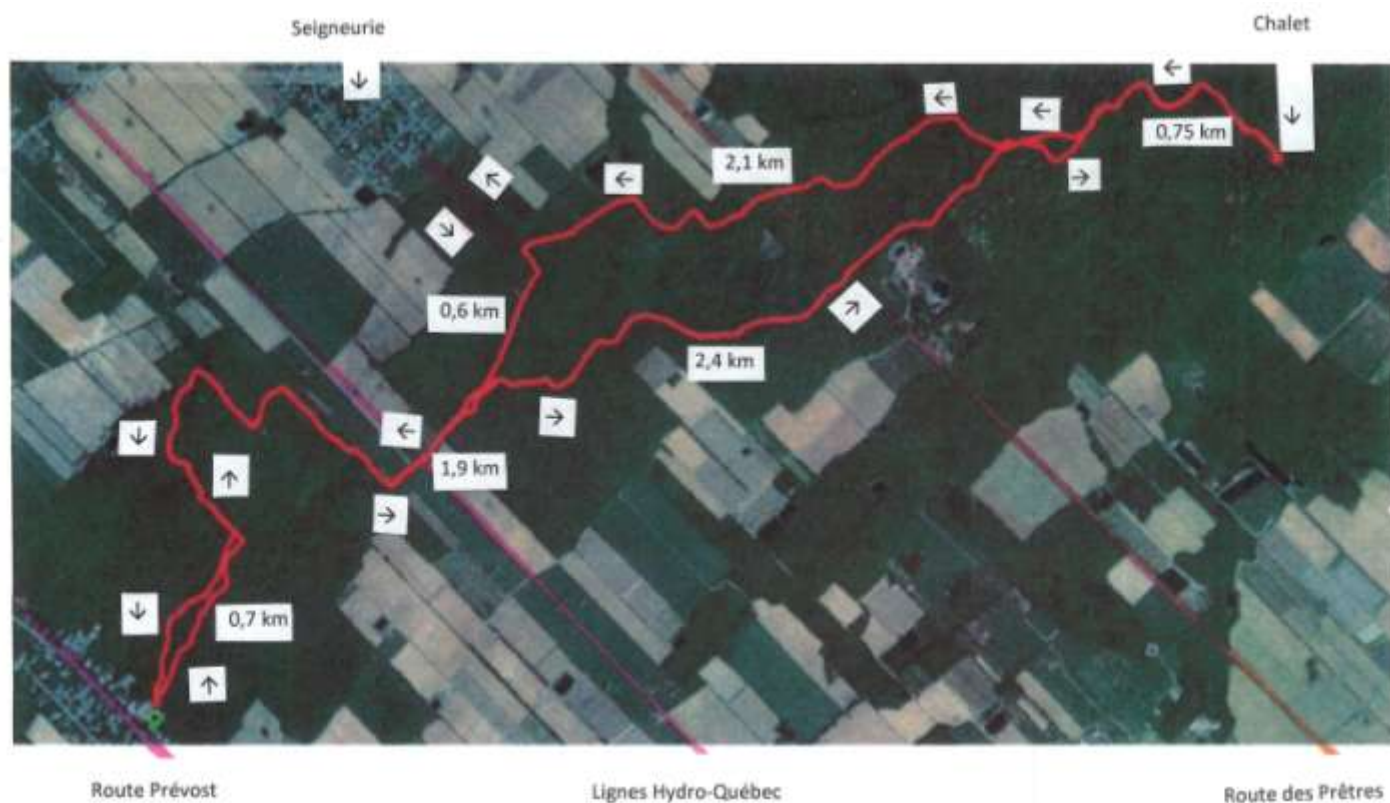 Seigneurie
Chalet
0,75 km
2,1 km
0,6 km
2,4 km
1,9 km
0,7 km
Route Prévost
Lignes Hydro-Québec
Route des Prêtres